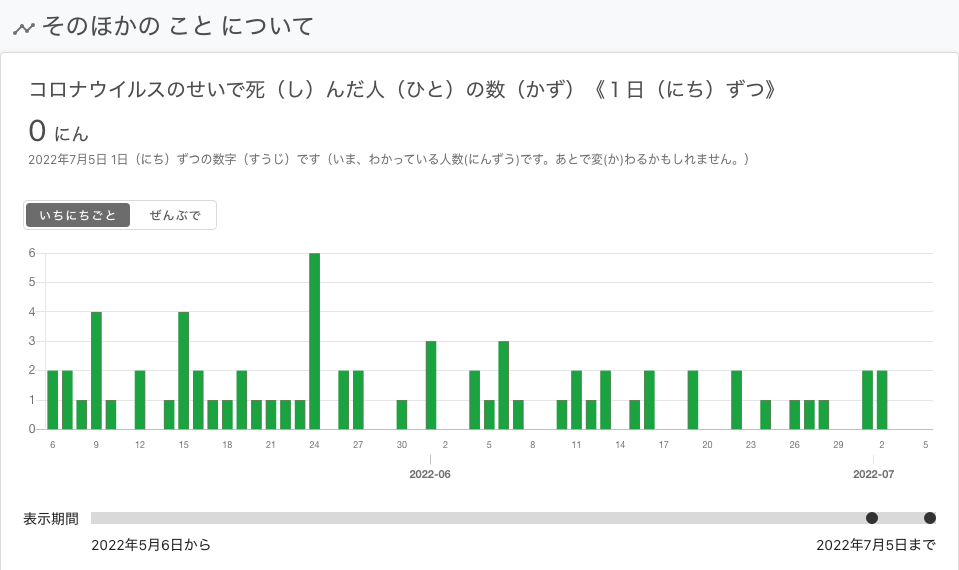 そのほかの こと について
コロナウイルスのせいで死（し）んだ人（ひと）の数（かず）《１日（にち）ずつ》
0 にん
2022年7月5日 1日（にち）ずつの数字（すうじ）です（いま、わかっている人数(にんずう)です。あとで変(か)わるかもしれません。）
いちにちごと ぜんぶで
6
5
4
3
2
1
0
6 9 12 15 18 21 24 27 30 2 5 8 11 14 17 20 23 26 29 2 5
2022-06 2022-07
表示期間
2022年5月6日から 2022年7月5日まで